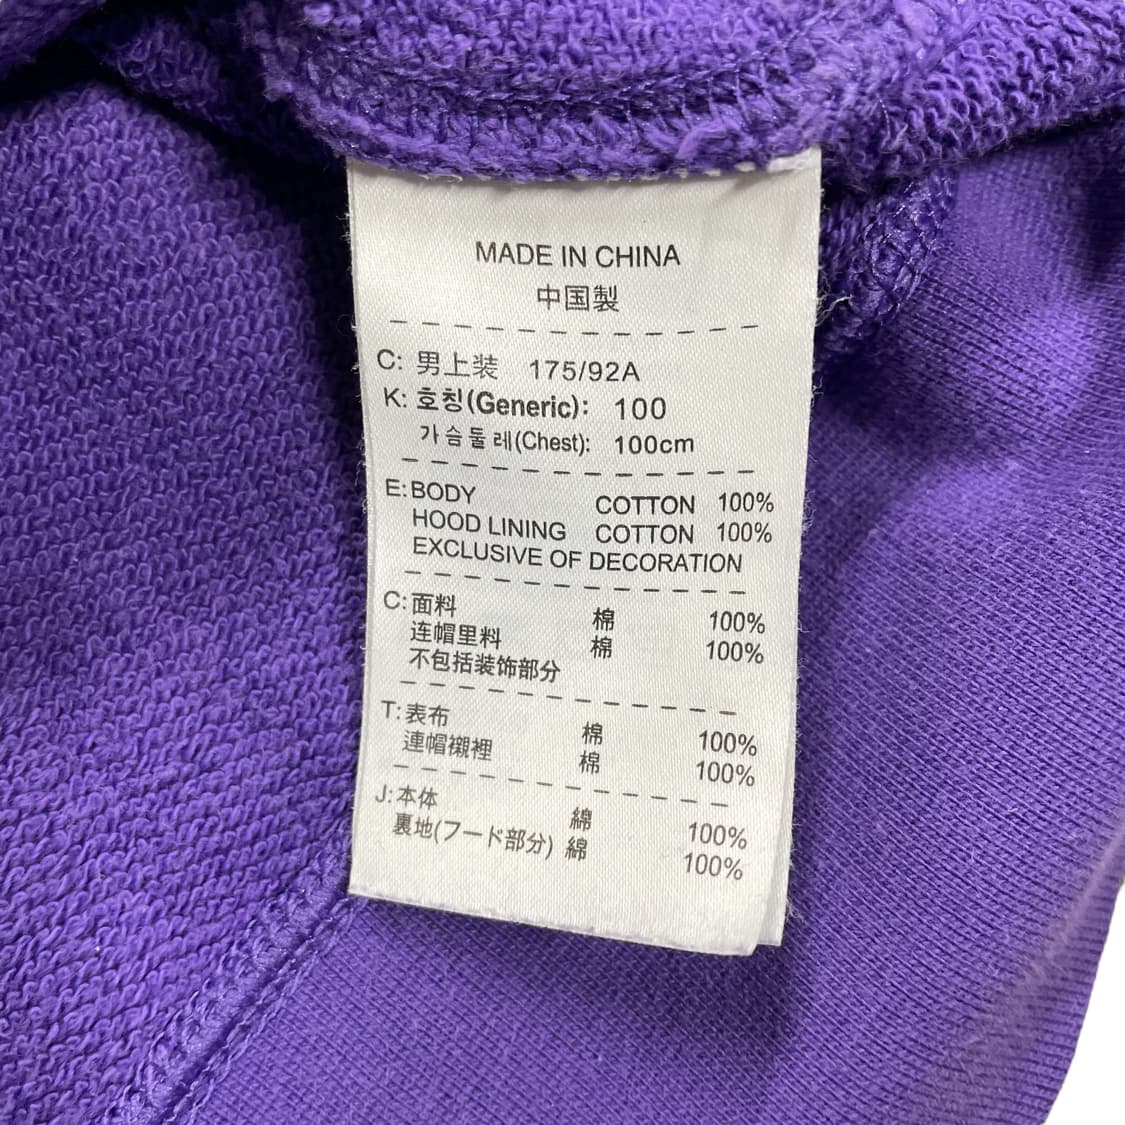 MADE IN CHINA
中国製
C: 男上装 175/92A
K: 호칭(Generic): 100
가슴둘레(Chest): 100cm
E: BODY COTTON 100%
HOOD LINING COTTON 100%
EXCLUSIVE OF DECORATION
C: 面料 棉 100%
连帽里料 棉 100%
不包括装饰部分
T: 表布 棉 100%
連帽襯裡 棉 100%
J: 本体 綿 100%
裏地(フード部分) 綿 100%